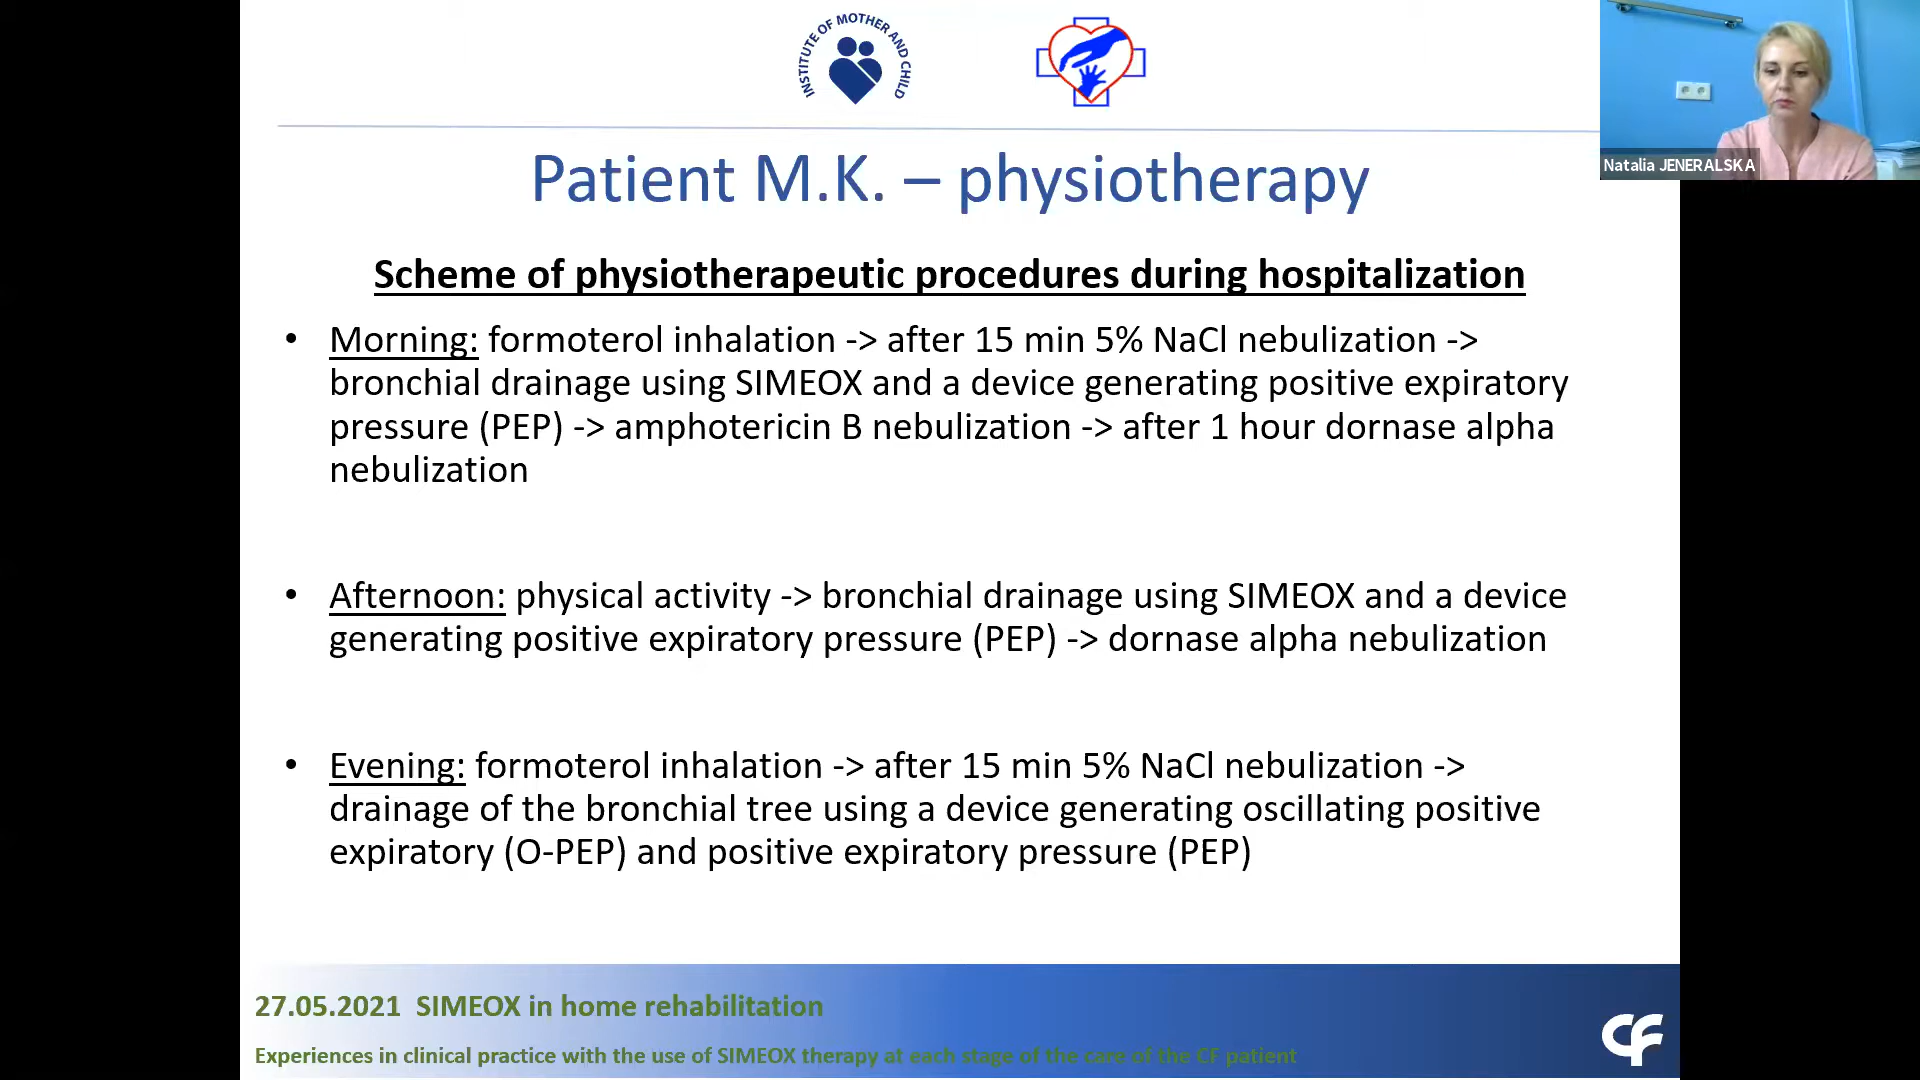 INSTITUTE OF MOTHER AND CHILD
Natalia JENERALSKA
Patient M.K. – physiotherapy
Scheme of physiotherapeutic procedures during hospitalization
• Morning: formoterol inhalation -> after 15 min 5% NaCl nebulization ->
bronchial drainage using SIMEOX and a device generating positive expiratory
pressure (PEP) -> amphotericin B nebulization -> after 1 hour dornase alpha
nebulization
• Afternoon: physical activity -> bronchial drainage using SIMEOX and a device
generating positive expiratory pressure (PEP) -> dornase alpha nebulization
• Evening: formoterol inhalation -> after 15 min 5% NaCl nebulization ->
drainage of the bronchial tree using a device generating oscillating positive
expiratory (O-PEP) and positive expiratory pressure (PEP)
27.05.2021 SIMEOX in home rehabilitation
Experiences in clinical practice with the use of SIMEOX therapy at each stage of the care of the CF patient
CF